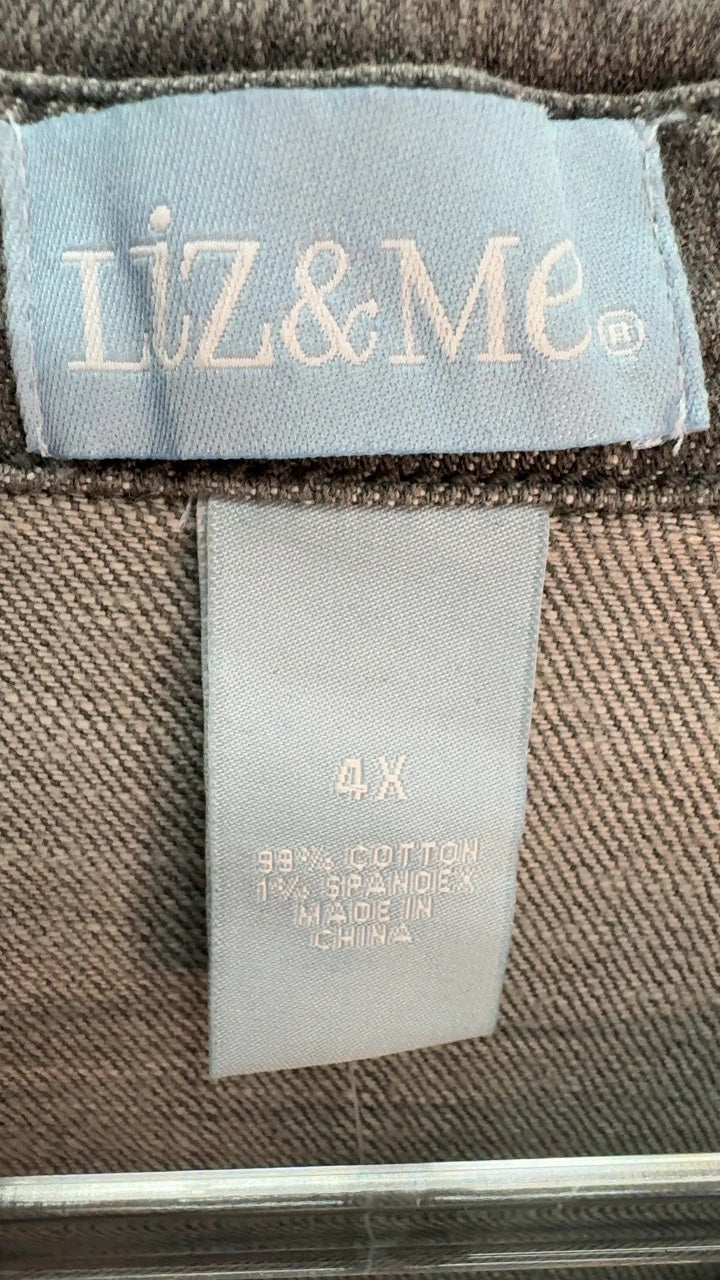 Liz&Me®
4X
99% COTTON
1% SPANDEX
MADE IN
CHINA